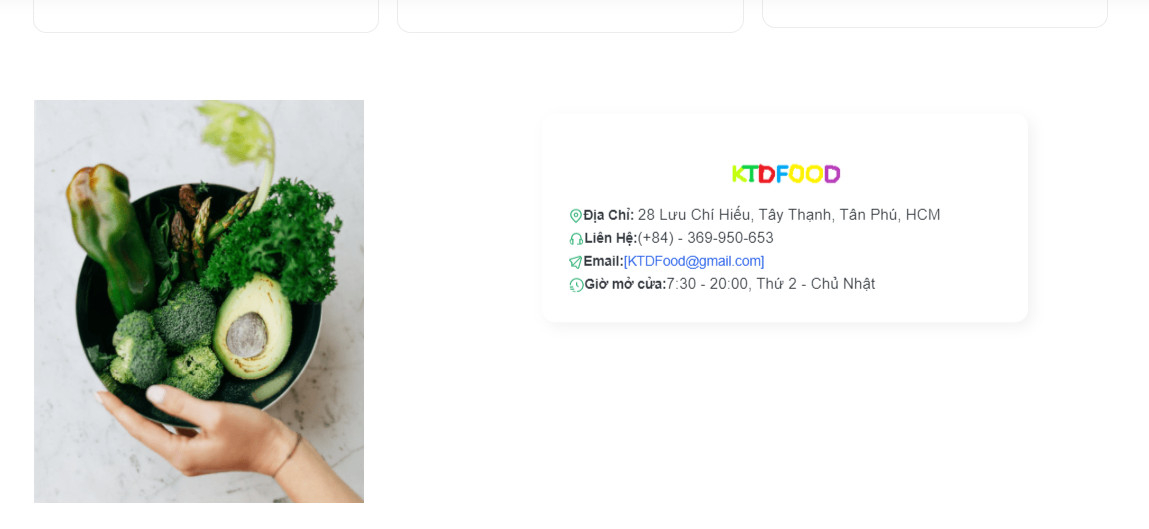 KTDFOOD
Địa Chỉ: 28 Lưu Chí Hiếu, Tây Thạnh, Tân Phú, HCM
Liên Hệ:(+84) - 369-950-653
Email:[KTDFood@gmail.com]
Giờ mở cửa:7:30 - 20:00, Thứ 2 - Chủ Nhật